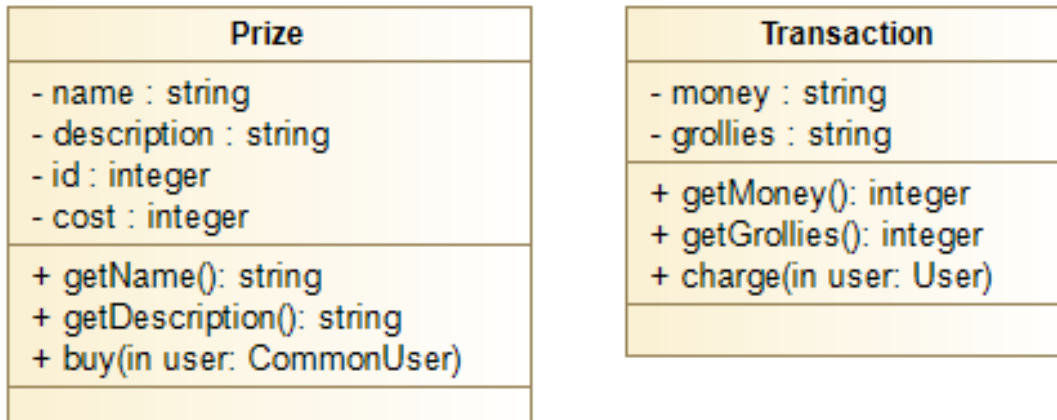 Prize
- name : string
- description : string
- id : integer
- cost : integer
+ getName(): string
+ getDescription(): string
+ buy(in user: CommonUser)
Transaction
- money : string
- grollies : string
+ getMoney(): integer
+ getGrollies(): integer
+ charge(in user: User)